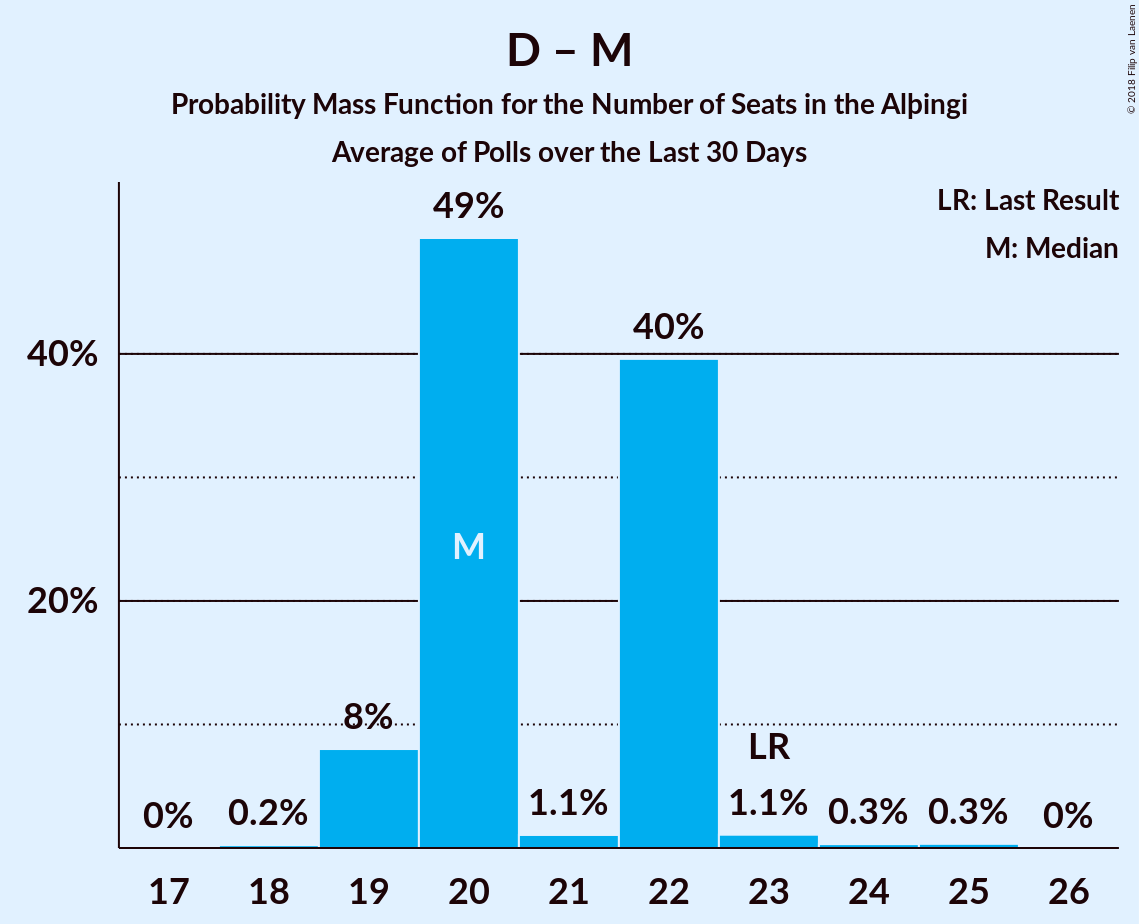 D – M
Probability Mass Function for the Number of Seats in the Alþingi
Average of Polls over the Last 30 Days
© 2018 Filip van Laenen
LR: Last Result
M: Median
49%
40%
40%
M
20%
8%
LR
0%
0.2%
1.1%
1.1%
0.3%
0.3%
0%
17 18 19 20 21 22 23 24 25 26